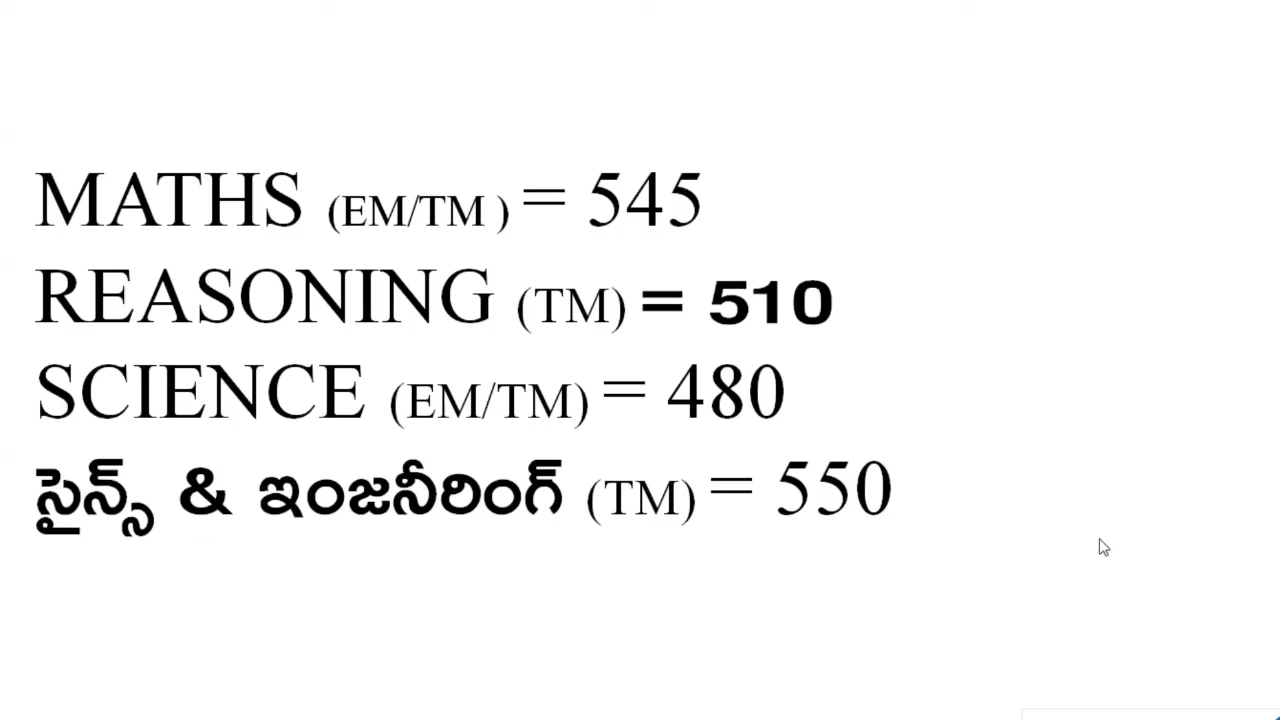 MATHS (EM/TM ) = 545
REASONING (TM) = 510
SCIENCE (EM/TM) = 480
సైన్స్ & ఇంజనీరింగ్ (TM) = 550